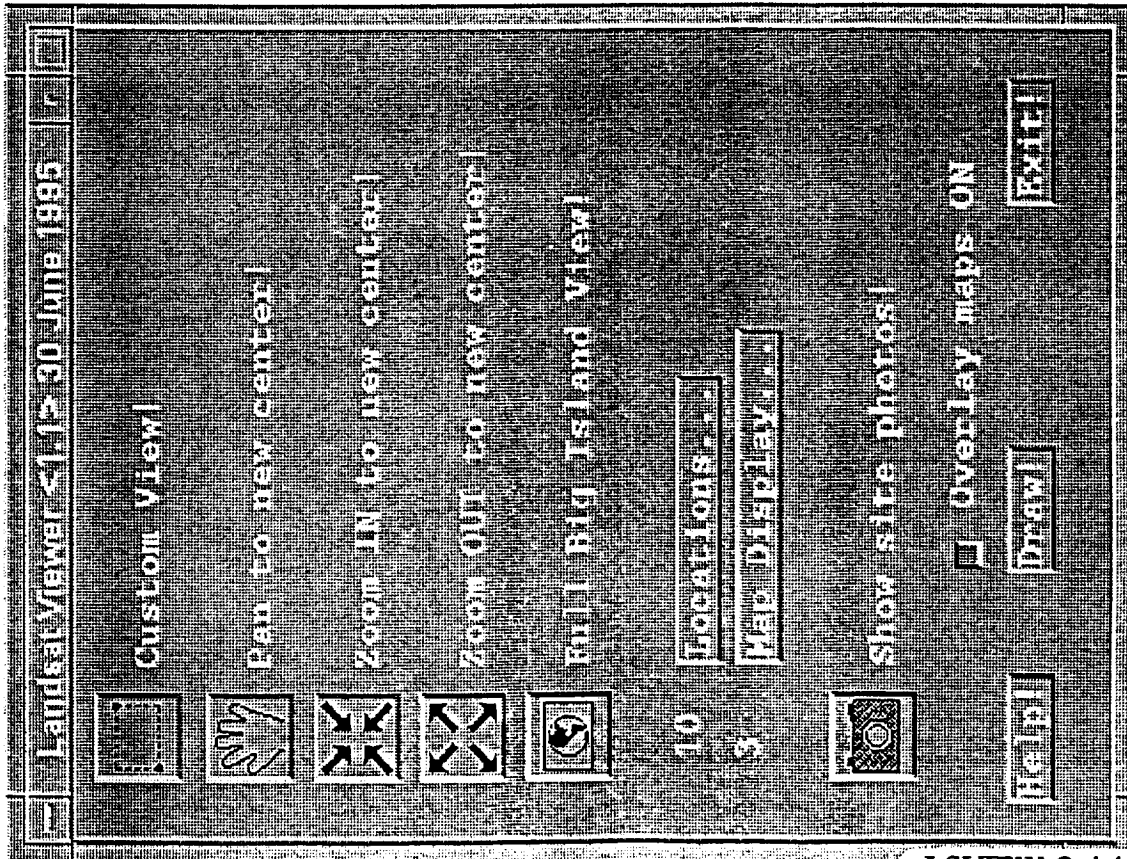 LandsatViewer <1.1> 30 June 1985
Custom View!
Pan to new center!
Zoom IN to new center!
Zoom OUT to new center!
Full Big Island View!
10 Locations...
3 Map Display...
Show site photos!
Overlay maps ON
Help! Draw! Exit!